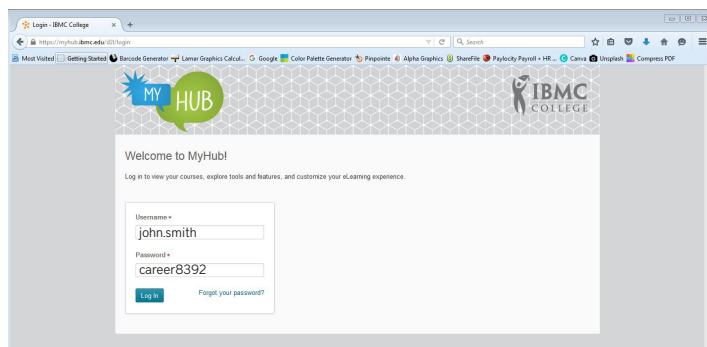 Login - IBMC College
https://myhub.ibmc.edu/d2l/login
Search
Most Visited Getting Started Barcode Generator Lamar Graphics Calcul... Google Color Palette Generator Pinpointe Alpha Graphics ShareFile Paylocity Payroll + HR ... Canva Unsplash Compress PDF
MY HUB
IBMC
COLLEGE
Welcome to MyHub!
Log in to view your courses, explore tools and features, and customize your eLearning experience.
Username *
john.smith
Password *
career8392
Log In Forgot your password?